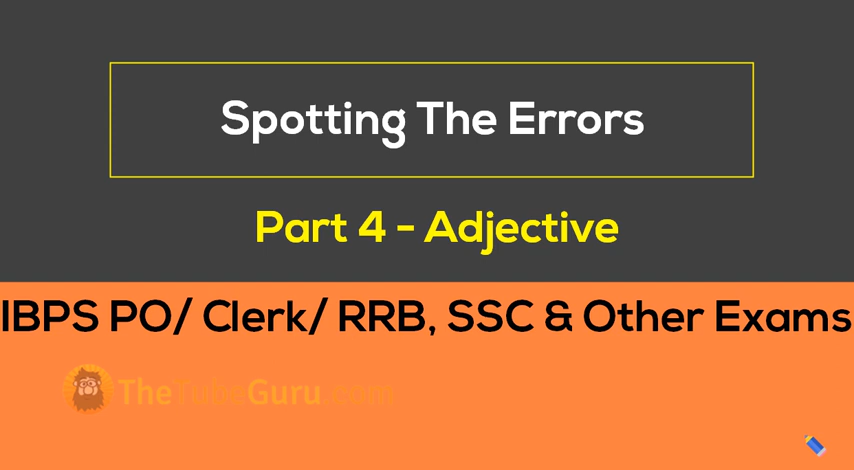 Spotting The Errors
Part 4 - Adjective
IBPS PO/ Clerk/ RRB, SSC & Other Exams
TheTubeGuru.com